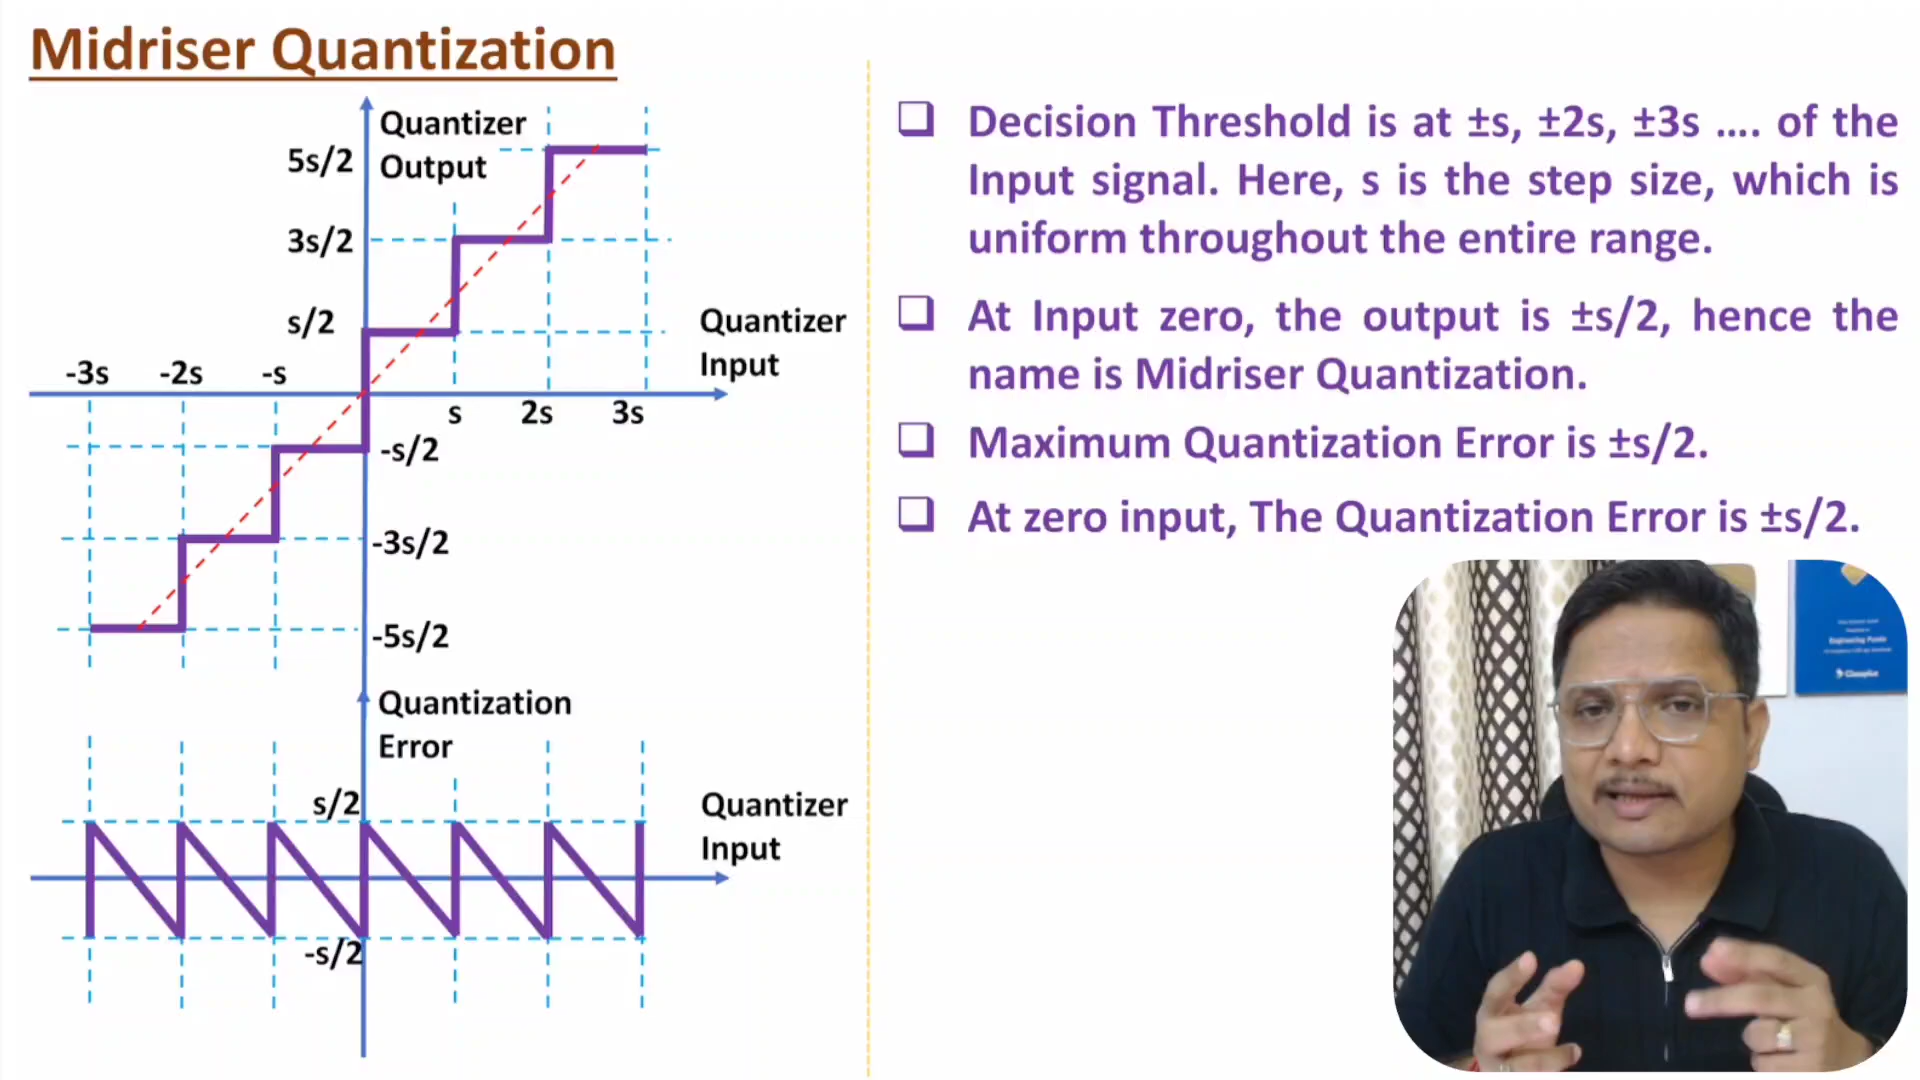 Midriser Quantization
Quantizer
Output
5s/2
3s/2
s/2
Quantizer
Input
-3s -2s -s
s 2s 3s
-s/2
-3s/2
-5s/2
Quantization
Error
s/2
Quantizer
Input
-s/2
❑ Decision Threshold is at ±s, ±2s, ±3s .... of the
Input signal. Here, s is the step size, which is
uniform throughout the entire range.
❑ At Input zero, the output is ±s/2, hence the
name is Midriser Quantization.
❑ Maximum Quantization Error is ±s/2.
❑ At zero input, The Quantization Error is ±s/2.
Engineering Funda
Classplus